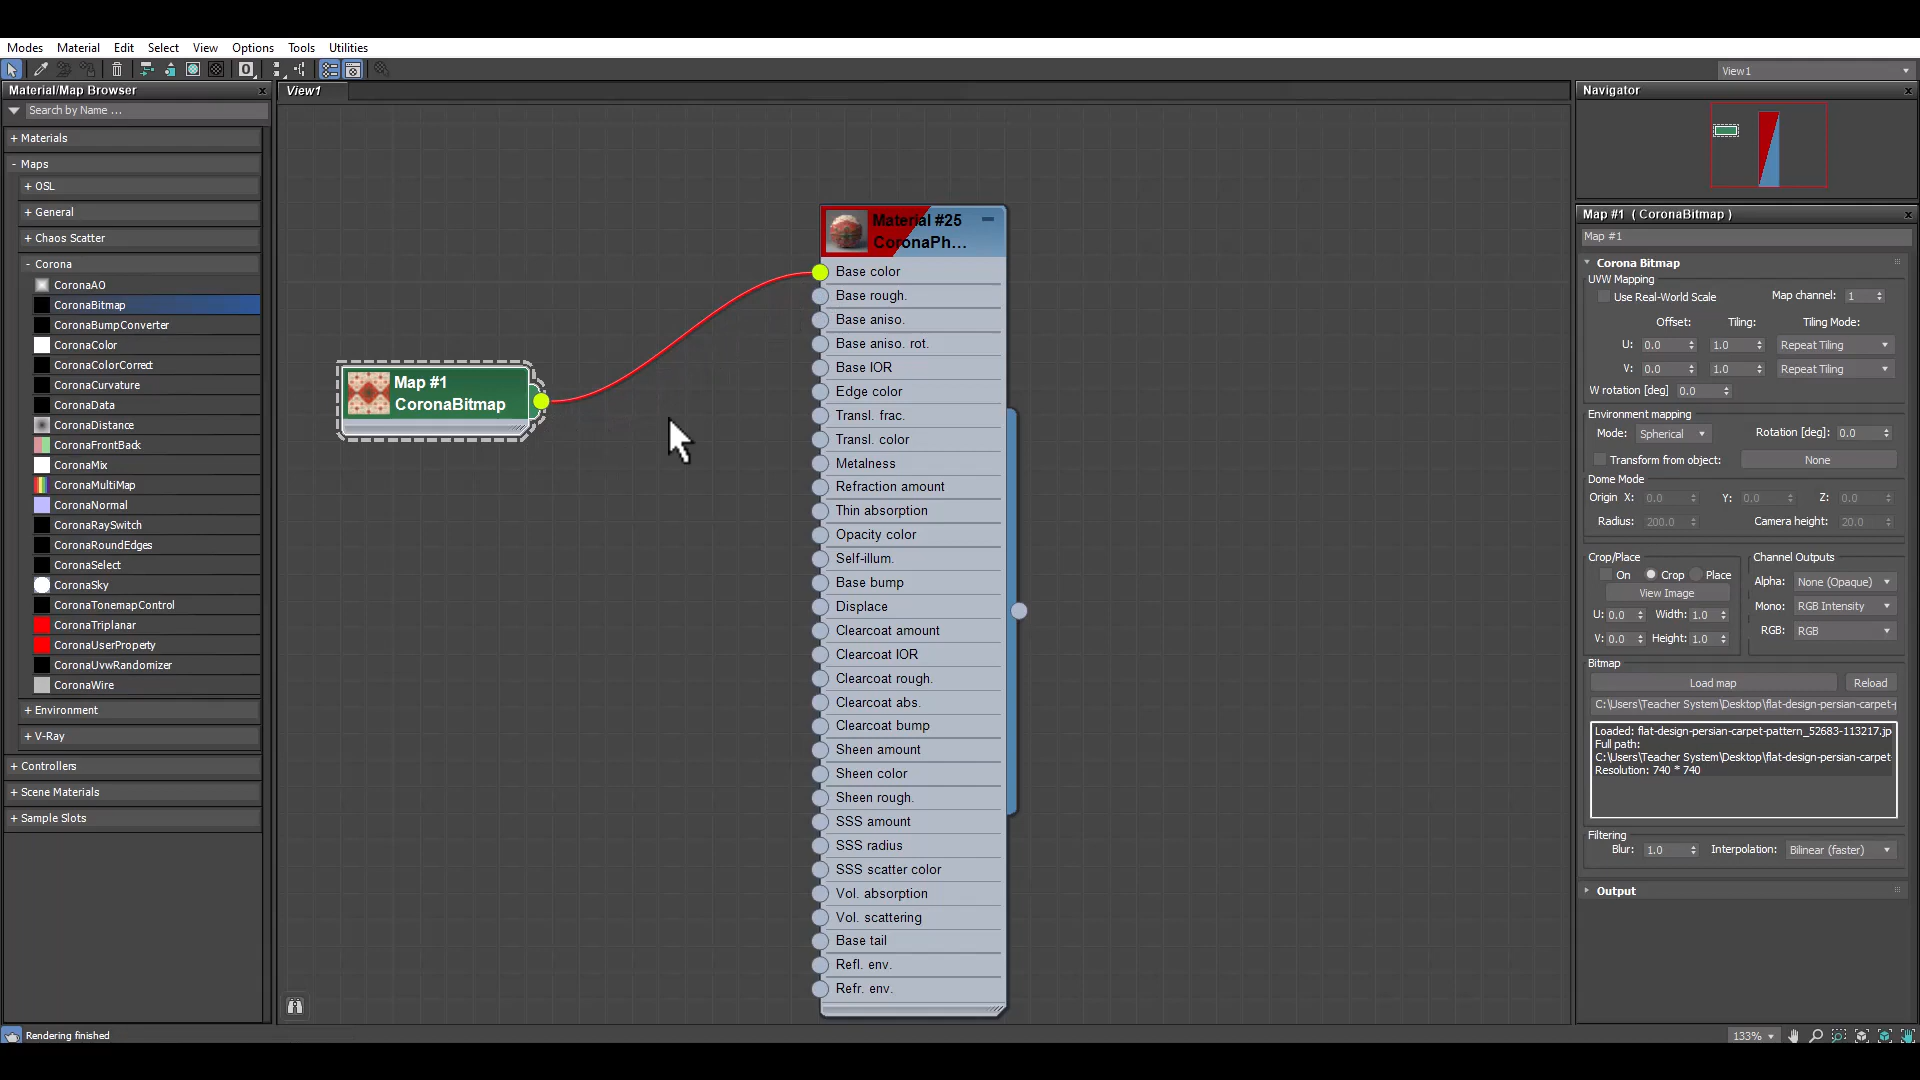 Modes Material Edit Select View Options Tools Utilities
View1
Material/Map Browser
Search by Name ...
+ Materials
- Maps
+ OSL
+ General
+ Chaos Scatter
- Corona
CoronaAO
CoronaBitmap
CoronaBumpConverter
CoronaColor
CoronaColorCorrect
CoronaCurvature
CoronaData
CoronaDistance
CoronaFrontBack
CoronaMix
CoronaMultiMap
CoronaNormal
CoronaRaySwitch
CoronaRoundEdges
CoronaSelect
CoronaSky
CoronaTonemapControl
CoronaTriplanar
CoronaUserProperty
CoronaUvwRandomizer
CoronaWire
+ Environment
+ V-Ray
+ Controllers
+ Scene Materials
+ Sample Slots
Rendering finished
View1
Map #1
CoronaBitmap
Material #25
CoronaPh...
Base color
Base rough.
Base aniso.
Base aniso. rot.
Base IOR
Edge color
Transl. frac.
Transl. color
Metalness
Refraction amount
Thin absorption
Opacity color
Self-illum.
Base bump
Displace
Clearcoat amount
Clearcoat IOR
Clearcoat rough.
Clearcoat abs.
Clearcoat bump
Sheen amount
Sheen color
Sheen rough.
SSS amount
SSS radius
SSS scatter color
Vol. absorption
Vol. scattering
Base tail
Refl. env.
Refr. env.
Navigator
Map #1 ( CoronaBitmap )
Map #1
Corona Bitmap
UVW Mapping
Use Real-World Scale Map channel: 1
Offset: Tiling: Tiling Mode:
U: 0.0 1.0 Repeat Tiling
V: 0.0 1.0 Repeat Tiling
W rotation [deg] 0.0
Environment mapping
Mode: Spherical Rotation [deg]: 0.0
Transform from object: None
Dome Mode
Origin X: 0.0 Y: 0.0 Z: 0.0
Radius: 200.0 Camera height: 20.0
Crop/Place
On Crop Place
View Image
U: 0.0 Width: 1.0
V: 0.0 Height: 1.0
Channel Outputs
Alpha: None (Opaque)
Mono: RGB Intensity
RGB: RGB
Bitmap
Load map Reload
C:\Users\Teacher System\Desktop\flat-design-persian-carpet-p
Loaded: flat-design-persian-carpet-pattern_52683-113217.jp
Full path:
C:\Users\Teacher System\Desktop\flat-design-persian-carpet
Resolution: 740 * 740
Filtering
Blur: 1.0 Interpolation: Bilinear (faster)
Output
133%